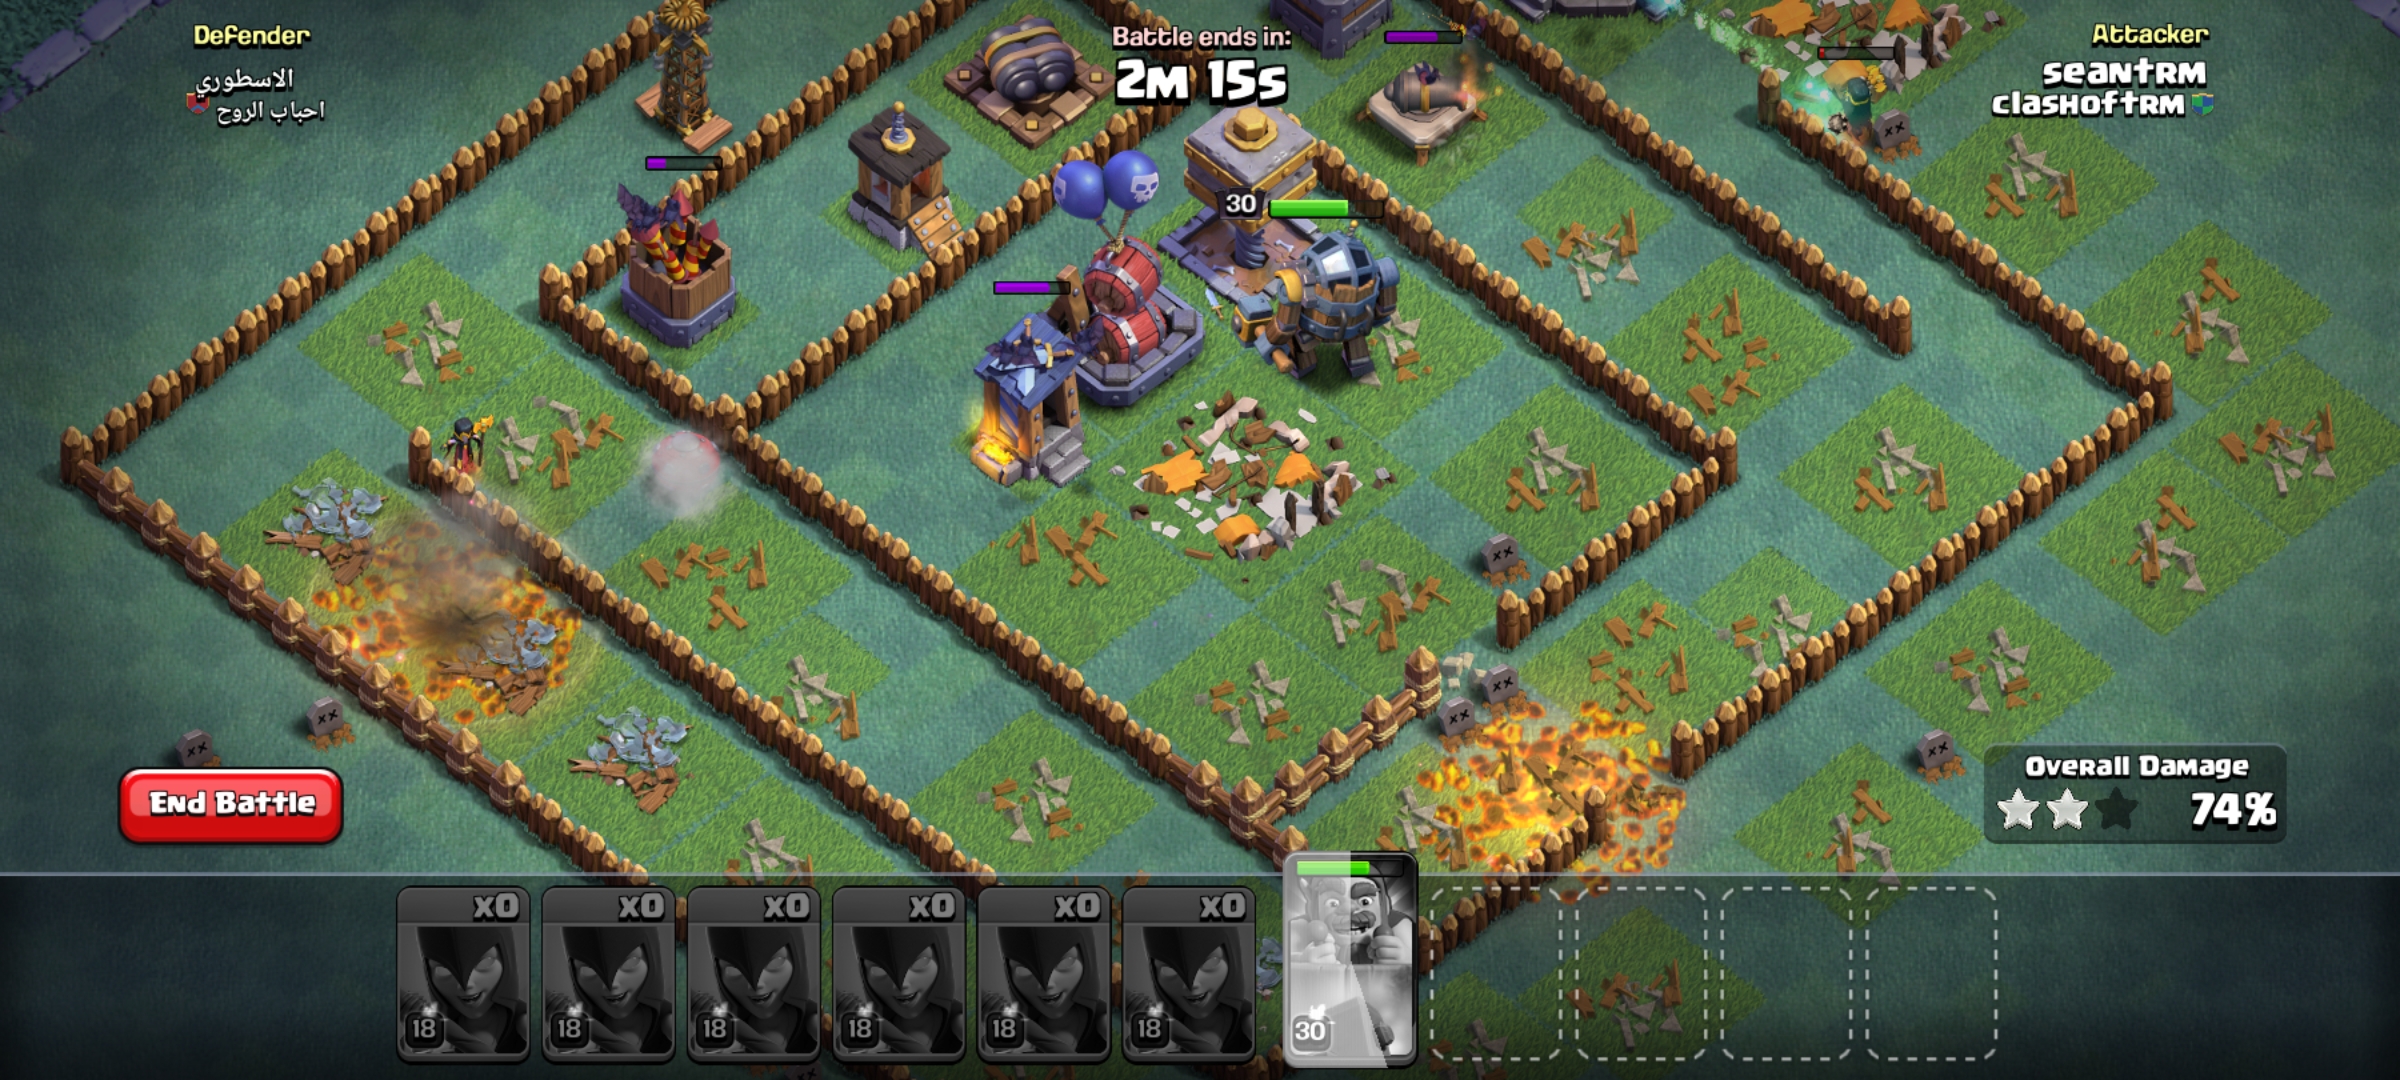 Defender
الاسطوري
احباب الروح
Battle ends in:
2M 15s
Attacker
seantRM
clashoftRM
30
End Battle
Overall Damage
74%
x0 x0 x0 x0 x0 x0
18 18 18 18 18 18 30